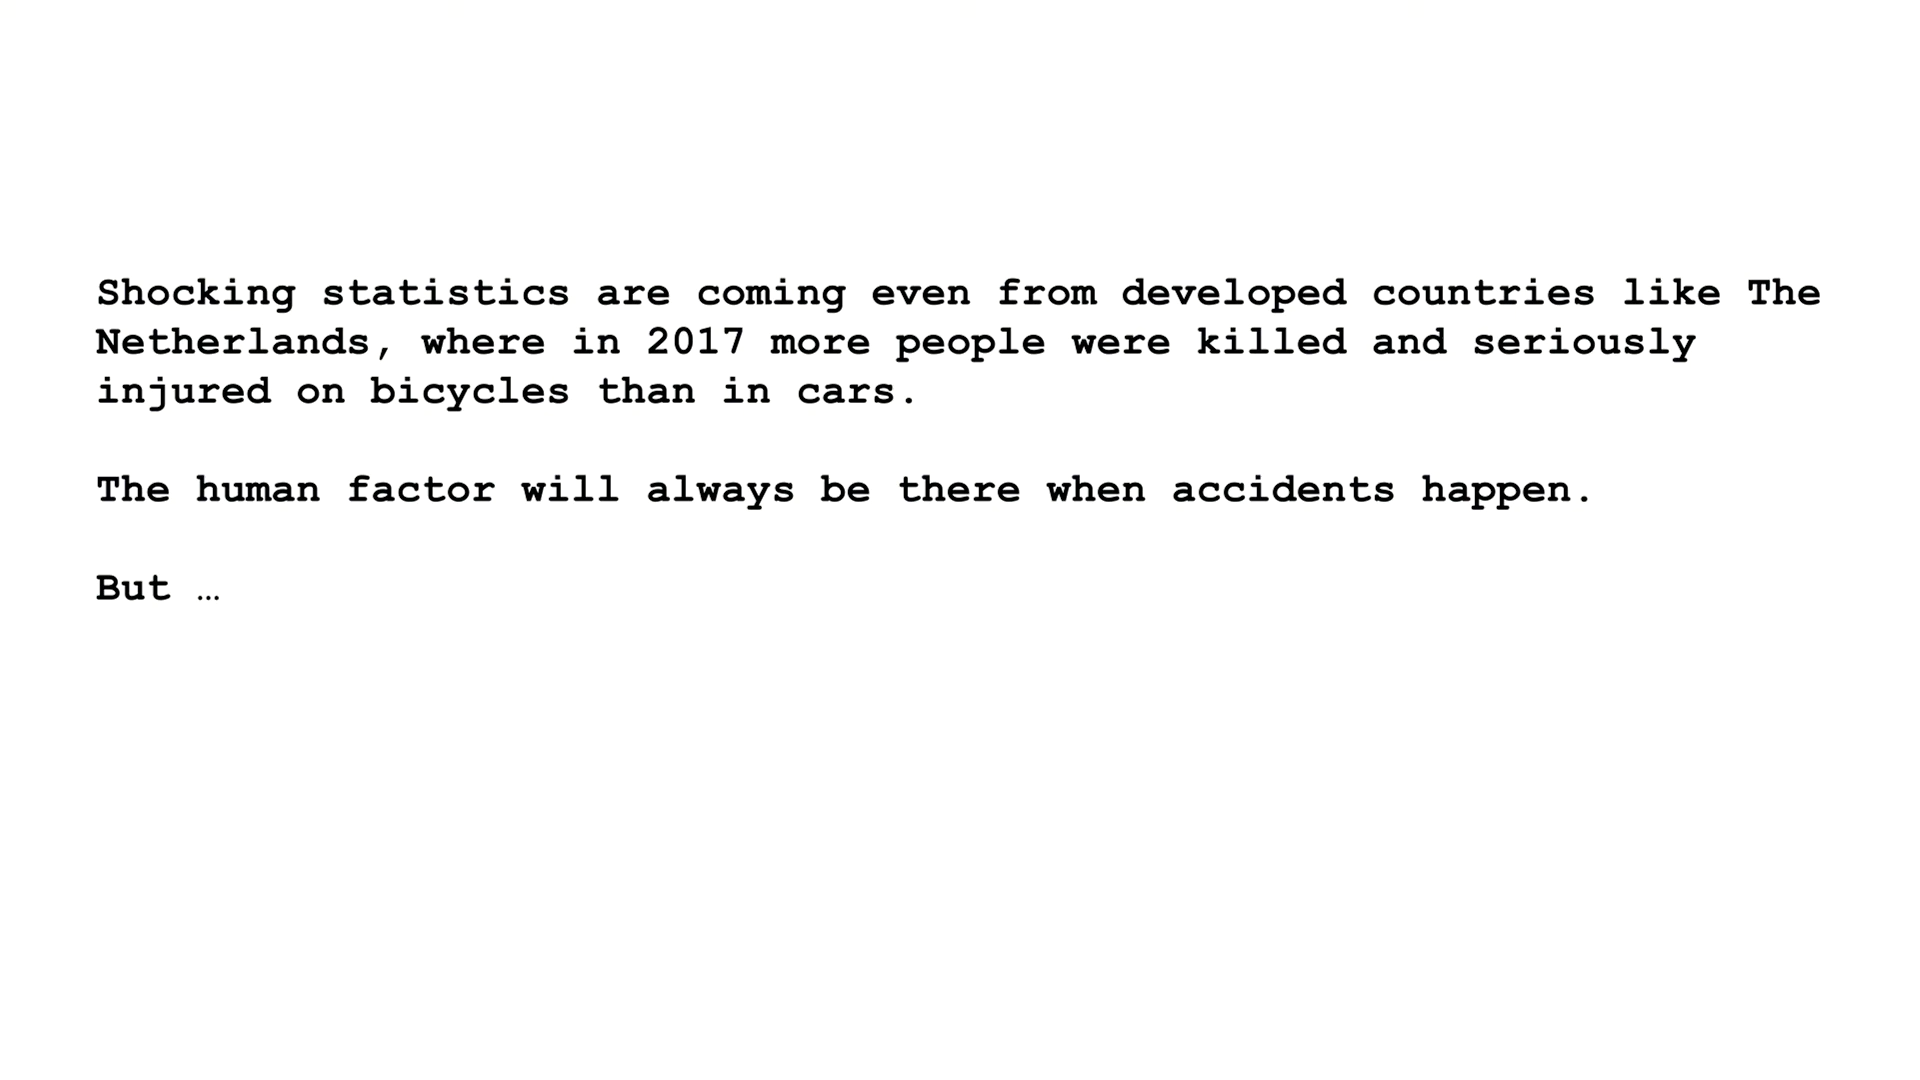 Shocking statistics are coming even from developed countries like The
Netherlands, where in 2017 more people were killed and seriously
injured on bicycles than in cars.
The human factor will always be there when accidents happen.
But …